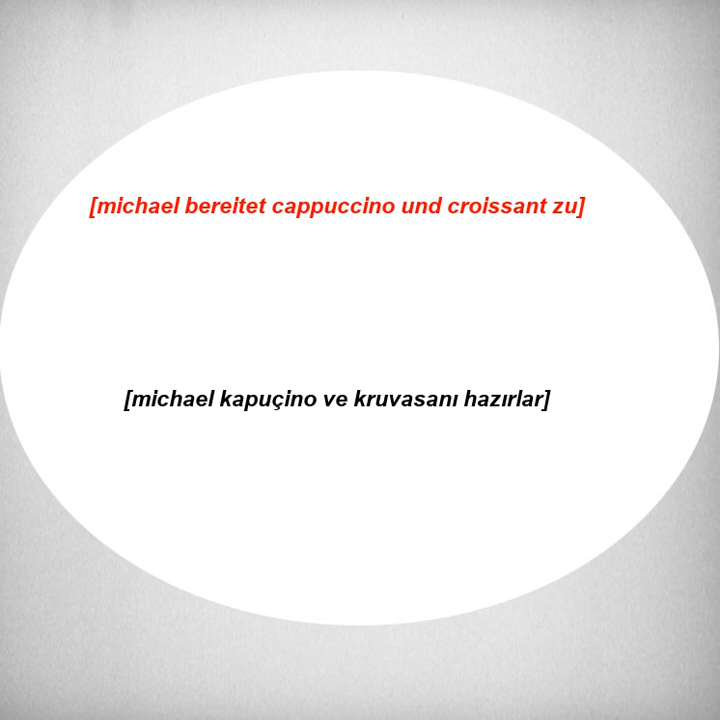 [michael bereitet cappuccino und croissant zu]
[michael kapuçino ve kruvasanı hazırlar]